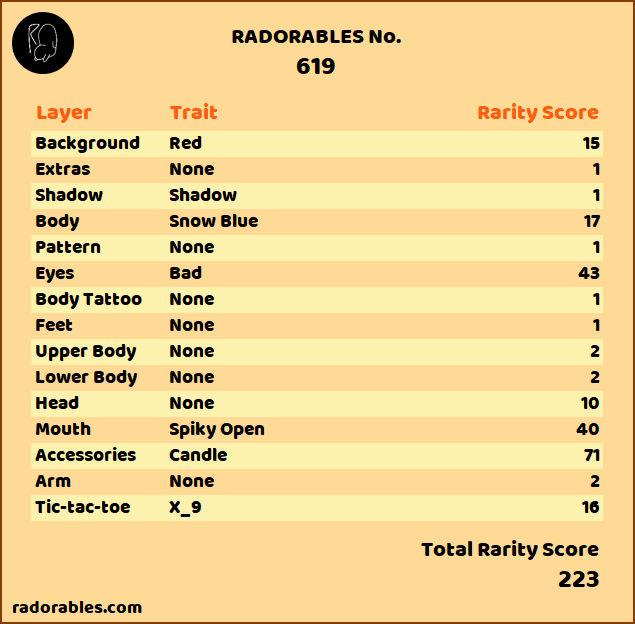 RADORABLES No.
619
Layer Trait Rarity Score
Background Red 15
Extras None 1
Shadow Shadow 1
Body Snow Blue 17
Pattern None 1
Eyes Bad 43
Body Tattoo None 1
Feet None 1
Upper Body None 2
Lower Body None 2
Head None 10
Mouth Spiky Open 40
Accessories Candle 71
Arm None 2
Tic-tac-toe X_9 16
Total Rarity Score
223
radorables.com